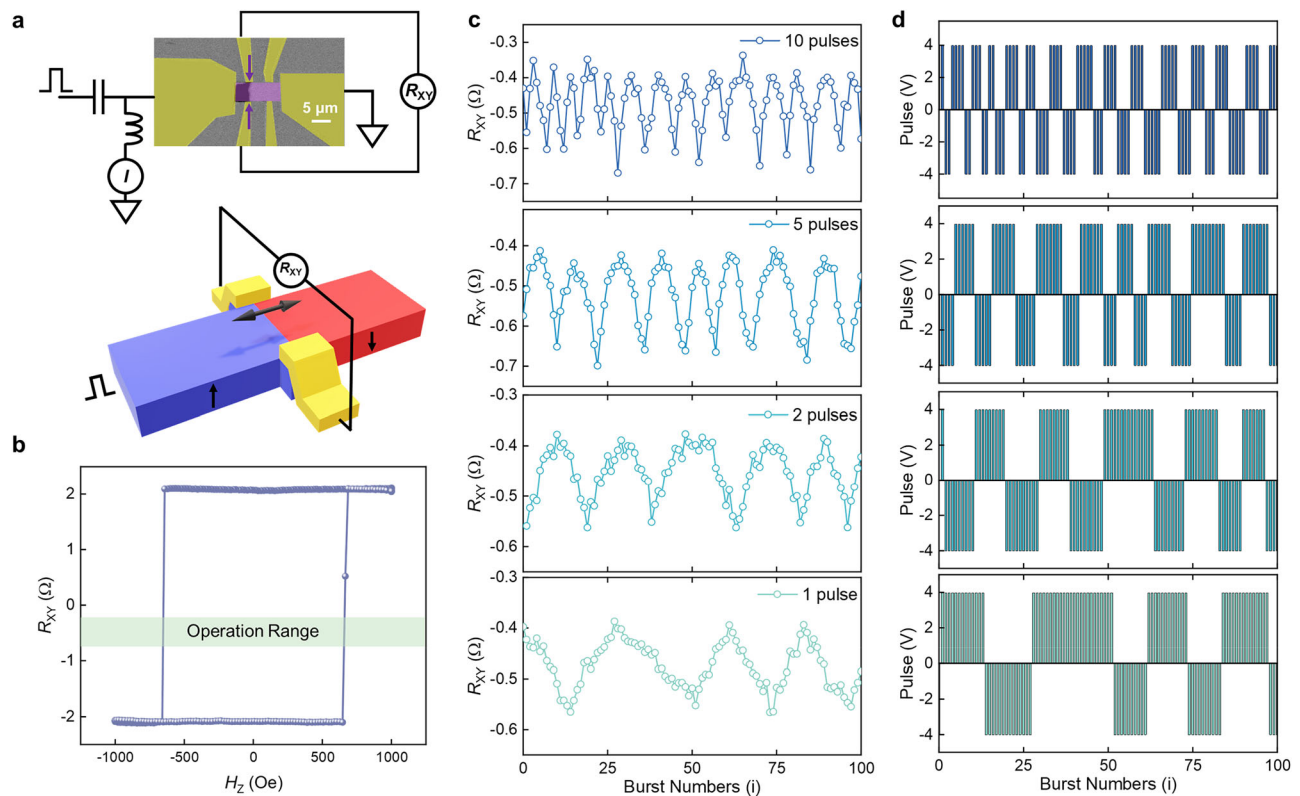 a
R_XY
5 μm
I
R_XY
b
R_XY (Ω)
2
1
0
-1
-2
Operation Range
-1000 -500 0 500 1000
H_Z (Oe)
c
10 pulses
R_XY (Ω)
-0.3
-0.4
-0.5
-0.6
-0.7
5 pulses
R_XY (Ω)
-0.4
-0.5
-0.6
-0.7
2 pulses
R_XY (Ω)
-0.3
-0.4
-0.5
-0.6
1 pulse
R_XY (Ω)
-0.3
-0.4
-0.5
-0.6
0 25 50 75 100
Burst Numbers (i)
d
Pulse (V)
4
2
0
-2
-4
Pulse (V)
4
2
0
-2
-4
Pulse (V)
4
2
0
-2
-4
Pulse (V)
4
2
0
-2
-4
0 25 50 75 100
Burst Numbers (i)